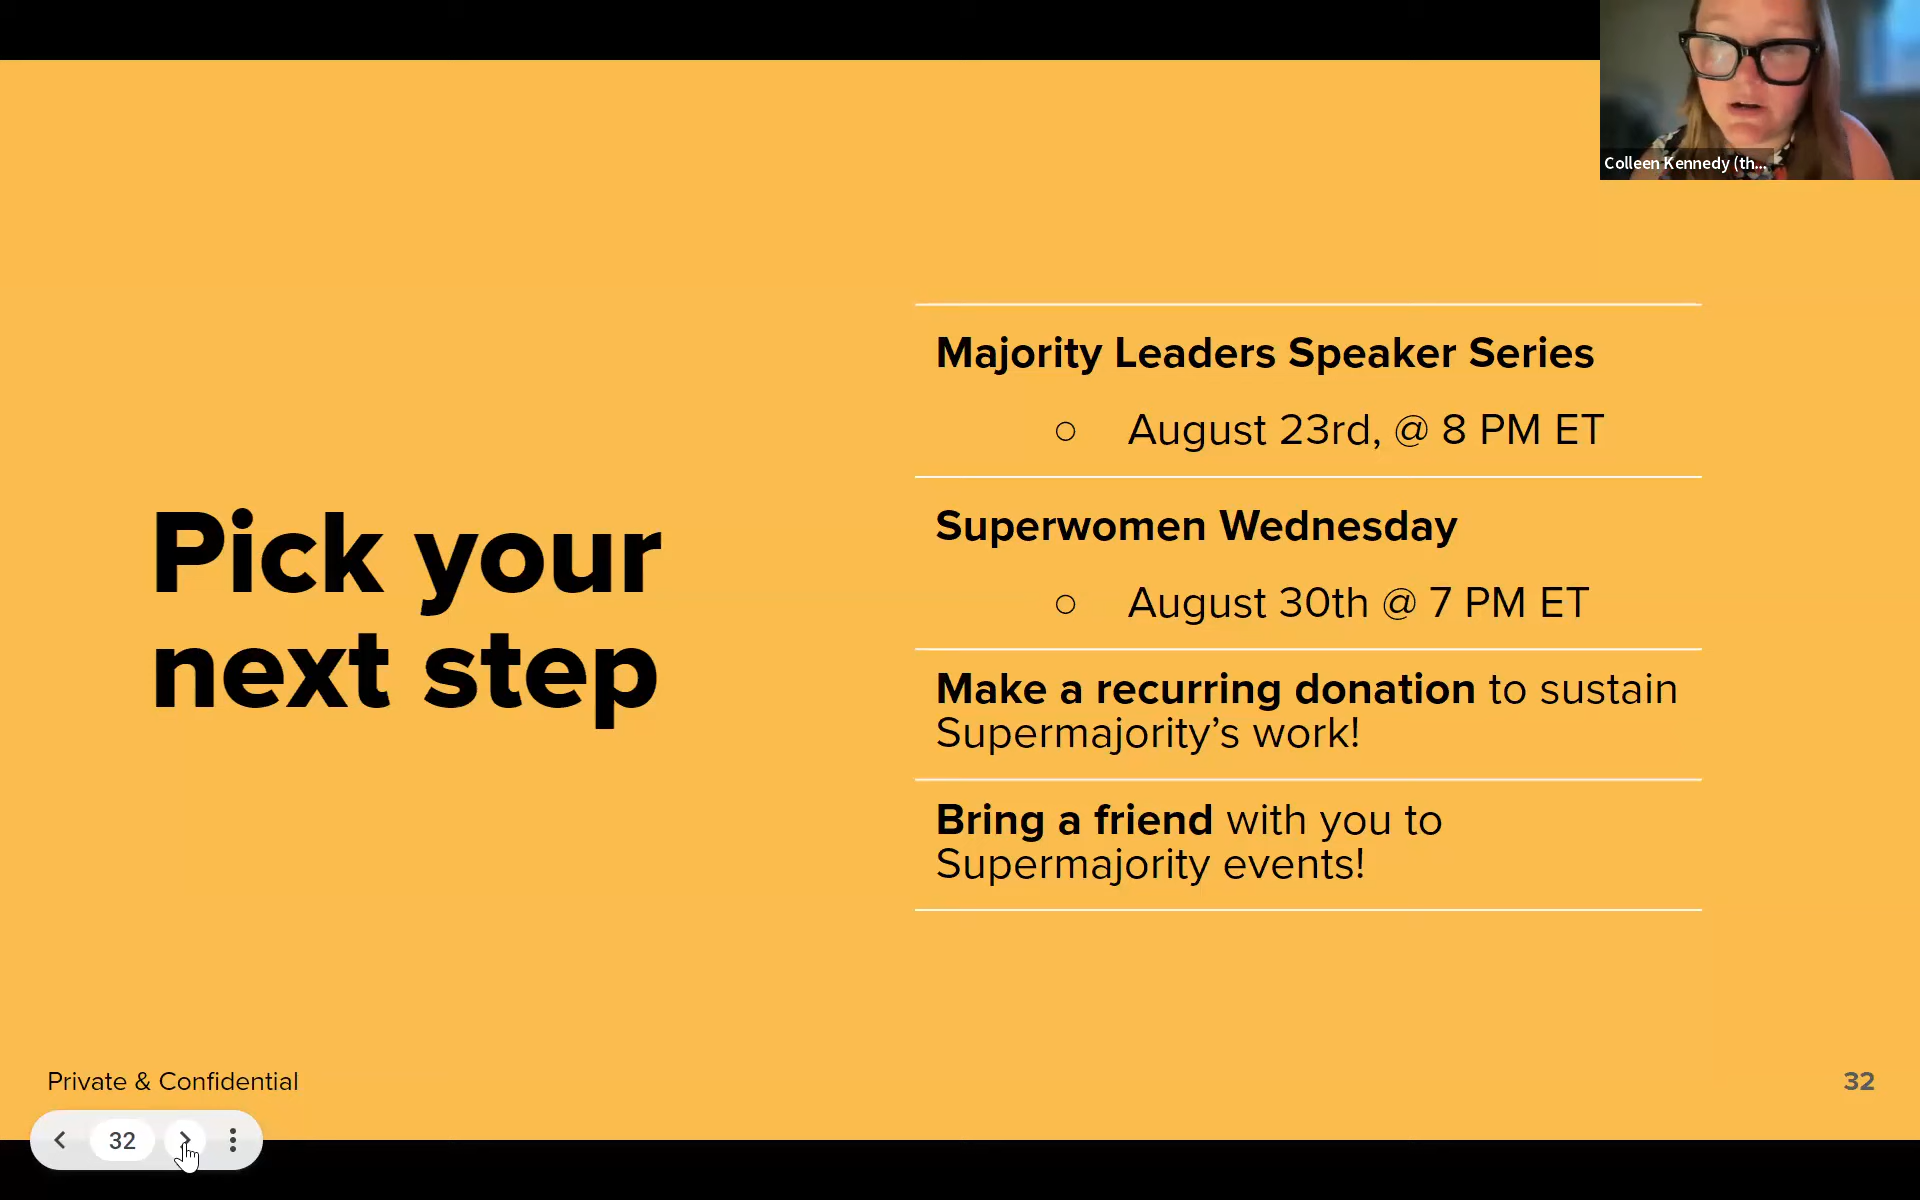 Colleen Kennedy (th...
Pick your
next step
Majority Leaders Speaker Series
○ August 23rd, @ 8 PM ET
Superwomen Wednesday
○ August 30th @ 7 PM ET
Make a recurring donation to sustain
Supermajority’s work!
Bring a friend with you to
Supermajority events!
Private & Confidential
32
32